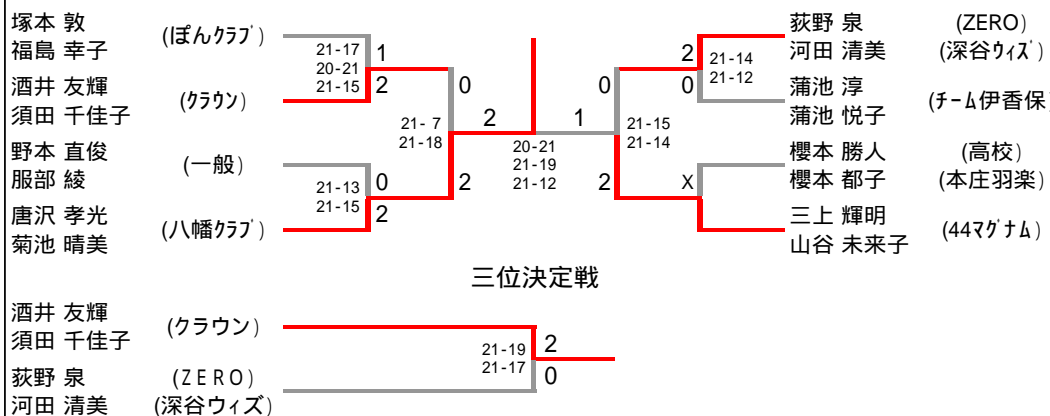 塚本 敦
福島 幸子
(ぽんクラブ)
酒井 友輝
須田 千佳子
(クラウン)
野本 直俊
服部 綾
(一般)
唐沢 孝光
菊池 晴美
(八幡クラブ)
21-17
20-21
21-15
1
2
21-13
21-15
0
2
21- 7
21-18
0
2
2
1
20-21
21-19
21-12
0
2
21-15
21-14
2
0
21-14
21-12
X
荻野 泉
(ZERO)
河田 清美
(深谷ウィズ)
蒲池 淳
蒲池 悦子
(チーム伊香保)
櫻本 勝人
(高校)
櫻本 都子
(本庄羽楽)
三上 輝明
山谷 未来子
(44マグナム)
三位決定戦
酒井 友輝
須田 千佳子
(クラウン)
荻野 泉
(ZERO)
河田 清美
(深谷ウィズ)
21-19
21-17
2
0